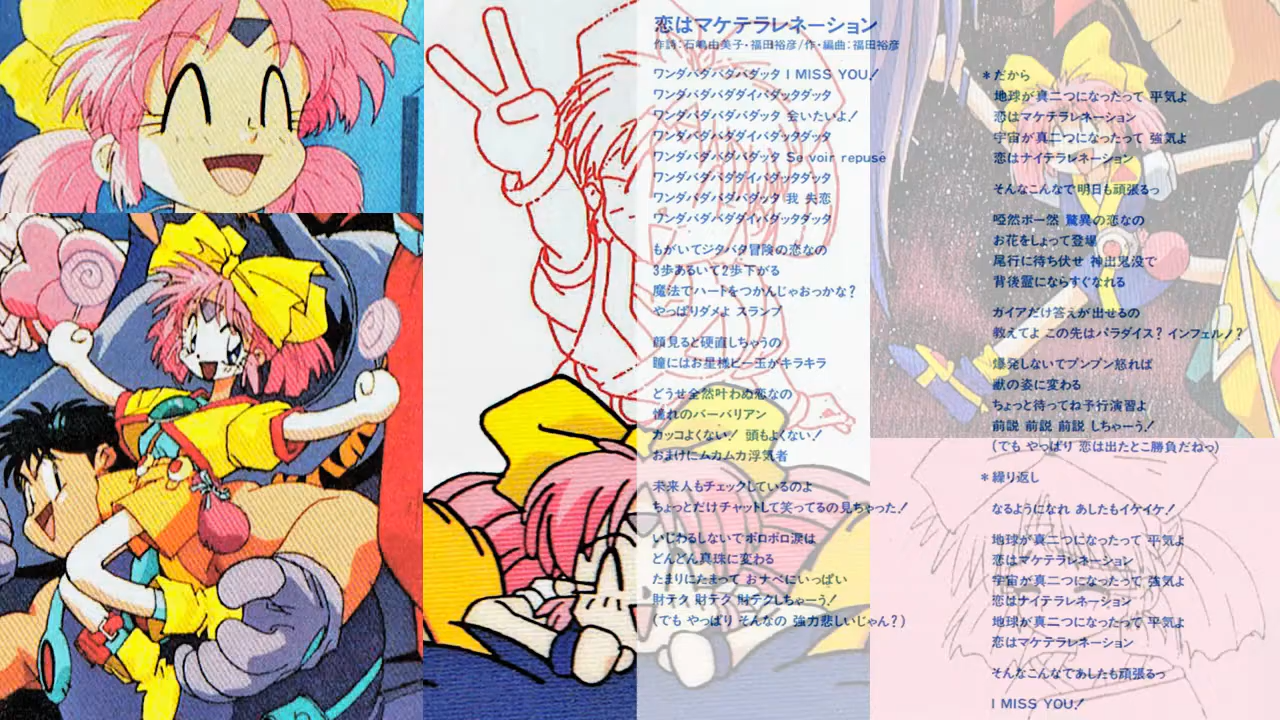 恋はマケテラレネーション
作詩：石嶋由美子・福田裕彦/作・編曲：福田裕彦
ワンダバダバダバダッタ I MISS YOU！
ワンダバダバダダイバダッタダッタ
ワンダバダバダバダッタ 会いたいよ！
ワンダバダバダダイバダッタダッタ
ワンダバダバダバダッタ Se voir repusé
ワンダバダバダダイバダッタダッタ
ワンダバダバダバダッタ 我 失恋
ワンダバダバダダイバダッタダッタ
もがいてジタバタ冒険の恋なの
3歩あるいて2歩下がる
魔法でハートをつかんじゃおっかな？
やっぱりダメよ スランプ
顔見ると硬直しちゃうの
瞳にはお星様ビー玉がキラキラ
どうせ全然叶わぬ恋なの
憧れのバーバリアン
カッコよくない！ 頭もよくない！
おまけにムカムカ浮気者
未来人もチェックしているのよ
ちょっとだけチャットして笑ってるの見ちゃった！
いじわるしないでポロポロ涙は
どんどん真珠に変わる
たまりにたまって おナベにいっぱい
財テク 財テク 財テクしちゃーう！
(でも やっぱり そんなの 強力悲しいじゃん？)
＊だから
地球が真二つになったって 平気よ
恋はマケテラレネーション
宇宙が真二つになったって 強気よ
恋はナイテラレネーション
そんなこんなで明日も頑張るっ
唖然ボー然 驚異の恋なの
お花をしょって登場
尾行に待ち伏せ 神出鬼没で
背後霊にならすぐなれる
ガイアだけ答えが出せるの
教えてよ この先はパラダイス？ インフェルノ？
爆発しないでプンプン怒れば
獣の姿に変わる
ちょっと待ってね予行演習よ
前説 前説 前説 しちゃーう！
(でも やっぱり 恋は出たとこ勝負だねっ)
＊繰り返し
なるようになれ あしたもイケイケ！
地球が真二つになったって 平気よ
恋はマケテラレネーション
宇宙が真二つになったって 強気よ
恋はナイテラレネーション
地球が真二つになったって 平気よ
恋はマケテラレネーション
そんなこんなであしたも頑張るっ
I MISS YOU！